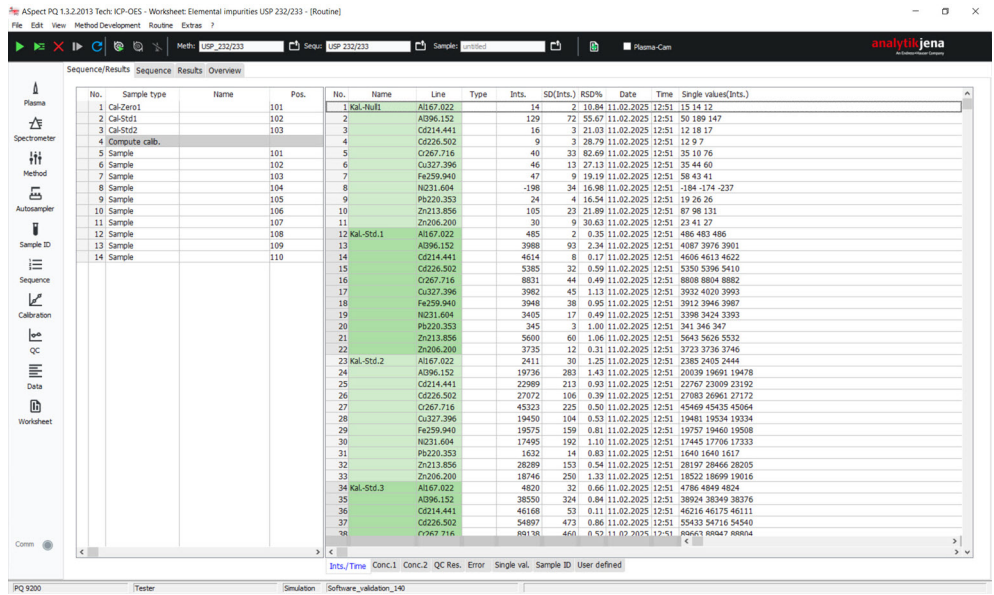 ASpect PQ 1.3.2.2013 Tech: ICP-OES - Worksheet: Elemental impurities USP 232/233 - [Routine]
File Edit View Method Development Routine Extras ?
Meth: USP_232/233 Sequ: USP 232/233 Sample: untitled Plasma-Cam analytikjena
An Endress+Hauser Company
Sequence/Results Sequence Results Overview
Plasma
Spectrometer
Method
Autosampler
Sample ID
Sequence
Calibration
QC
Data
Worksheet
Comm
No. Sample type Name Pos.
1 Cal-Zero1 101
2 Cal-Std1 102
3 Cal-Std2 103
4 Compute calib.
5 Sample 101
6 Sample 102
7 Sample 103
8 Sample 104
9 Sample 105
10 Sample 106
11 Sample 107
12 Sample 108
13 Sample 109
14 Sample 110
No. Name Line Type Ints. SD(Ints.) RSD% Date Time Single values(Ints.)
1 Kal.-Null1 Al167.022 14 2 10.84 11.02.2025 12:51 15 14 12
2 Al396.152 129 72 55.67 11.02.2025 12:51 50 189 147
3 Cd214.441 16 3 21.03 11.02.2025 12:51 12 18 17
4 Cd226.502 9 3 28.79 11.02.2025 12:51 12 9 7
5 Cr267.716 40 33 82.69 11.02.2025 12:51 35 10 76
6 Cu327.396 46 13 27.13 11.02.2025 12:51 35 44 60
7 Fe259.940 47 9 19.19 11.02.2025 12:51 58 43 41
8 Ni231.604 -198 34 16.98 11.02.2025 12:51 -184 -174 -237
9 Pb220.353 24 4 16.54 11.02.2025 12:51 19 26 26
10 Zn213.856 105 23 21.89 11.02.2025 12:51 87 98 131
11 Zn206.200 30 9 30.63 11.02.2025 12:51 23 41 27
12 Kal.-Std.1 Al167.022 485 2 0.35 11.02.2025 12:51 486 483 486
13 Al396.152 3988 93 2.34 11.02.2025 12:51 4087 3976 3901
14 Cd214.441 4614 8 0.17 11.02.2025 12:51 4606 4613 4622
15 Cd226.502 5385 32 0.59 11.02.2025 12:51 5350 5396 5410
16 Cr267.716 8831 44 0.49 11.02.2025 12:51 8808 8804 8882
17 Cu327.396 3982 45 1.13 11.02.2025 12:51 3932 4020 3993
18 Fe259.940 3948 38 0.95 11.02.2025 12:51 3912 3946 3987
19 Ni231.604 3405 17 0.49 11.02.2025 12:51 3398 3424 3393
20 Pb220.353 345 3 1.00 11.02.2025 12:51 341 346 347
21 Zn213.856 5600 60 1.06 11.02.2025 12:51 5643 5626 5532
22 Zn206.200 3735 12 0.31 11.02.2025 12:51 3723 3736 3746
23 Kal.-Std.2 Al167.022 2411 30 1.25 11.02.2025 12:51 2385 2405 2444
24 Al396.152 19736 283 1.43 11.02.2025 12:51 20039 19691 19478
25 Cd214.441 22989 213 0.93 11.02.2025 12:51 22767 23009 23192
26 Cd226.502 27072 106 0.39 11.02.2025 12:51 27083 26961 27172
27 Cr267.716 45323 225 0.50 11.02.2025 12:51 45469 45435 45064
28 Cu327.396 19450 104 0.53 11.02.2025 12:51 19481 19534 19334
29 Fe259.940 19575 159 0.81 11.02.2025 12:51 19757 19460 19508
30 Ni231.604 17495 192 1.10 11.02.2025 12:51 17445 17706 17333
31 Pb220.353 1632 14 0.83 11.02.2025 12:51 1640 1640 1617
32 Zn213.856 28289 153 0.54 11.02.2025 12:51 28197 28466 28205
33 Zn206.200 18746 250 1.33 11.02.2025 12:51 18522 18699 19016
34 Kal.-Std.3 Al167.022 4820 32 0.66 11.02.2025 12:51 4786 4849 4824
35 Al396.152 38550 324 0.84 11.02.2025 12:51 38924 38349 38376
36 Cd214.441 46168 53 0.11 11.02.2025 12:51 46216 46175 46111
37 Cd226.502 54897 473 0.86 11.02.2025 12:51 55433 54716 54540
38 Cr267.716 89138 460 0.52 11.02.2025 12:51 89663 88947 88804
Ints./Time Conc.1 Conc.2 QC Res. Error Single val. Sample ID User defined
PQ 9200 Tester Simulation Software_validation_140